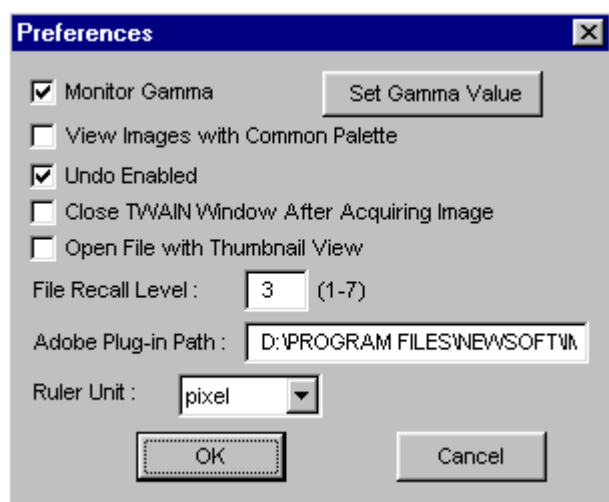 Preferences
Monitor Gamma Set Gamma Value
View Images with Common Palette
Undo Enabled
Close TWAIN Window After Acquiring Image
Open File with Thumbnail View
File Recall Level : 3 (1-7)
Adobe Plug-in Path : D:\PROGRAM FILES\NEWSOFT\
Ruler Unit : pixel
OK Cancel